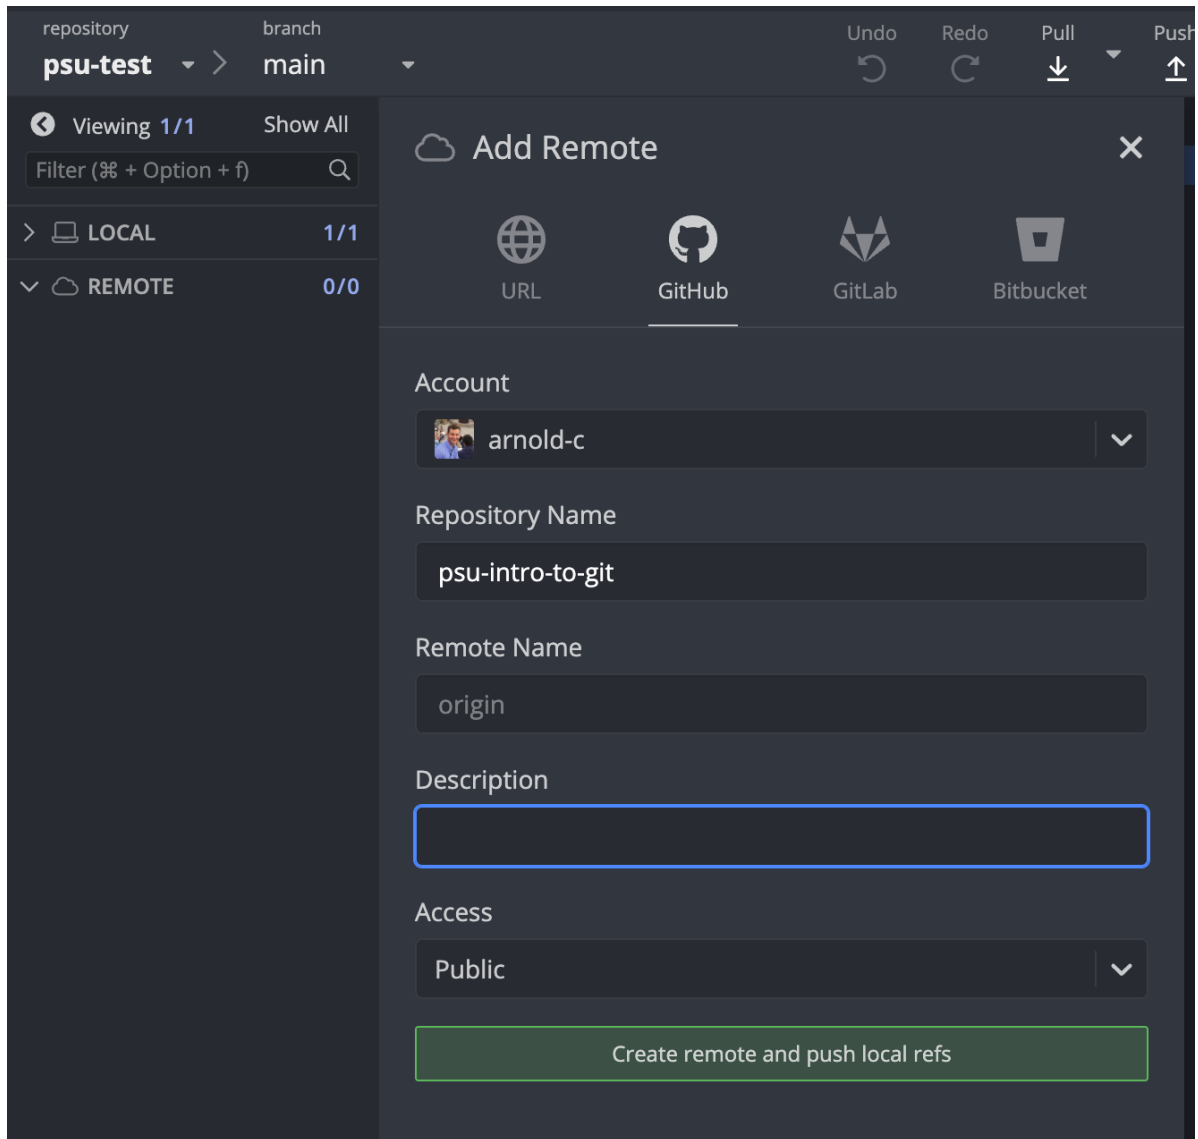 repository
psu-test
branch
main
Undo
Redo
Pull
Push
Viewing 1/1
Show All
Filter (⌘ + Option + f)
LOCAL
1/1
REMOTE
0/0
Add Remote
URL
GitHub
GitLab
Bitbucket
Account
arnold-c
Repository Name
psu-intro-to-git
Remote Name
origin
Description
Access
Public
Create remote and push local refs